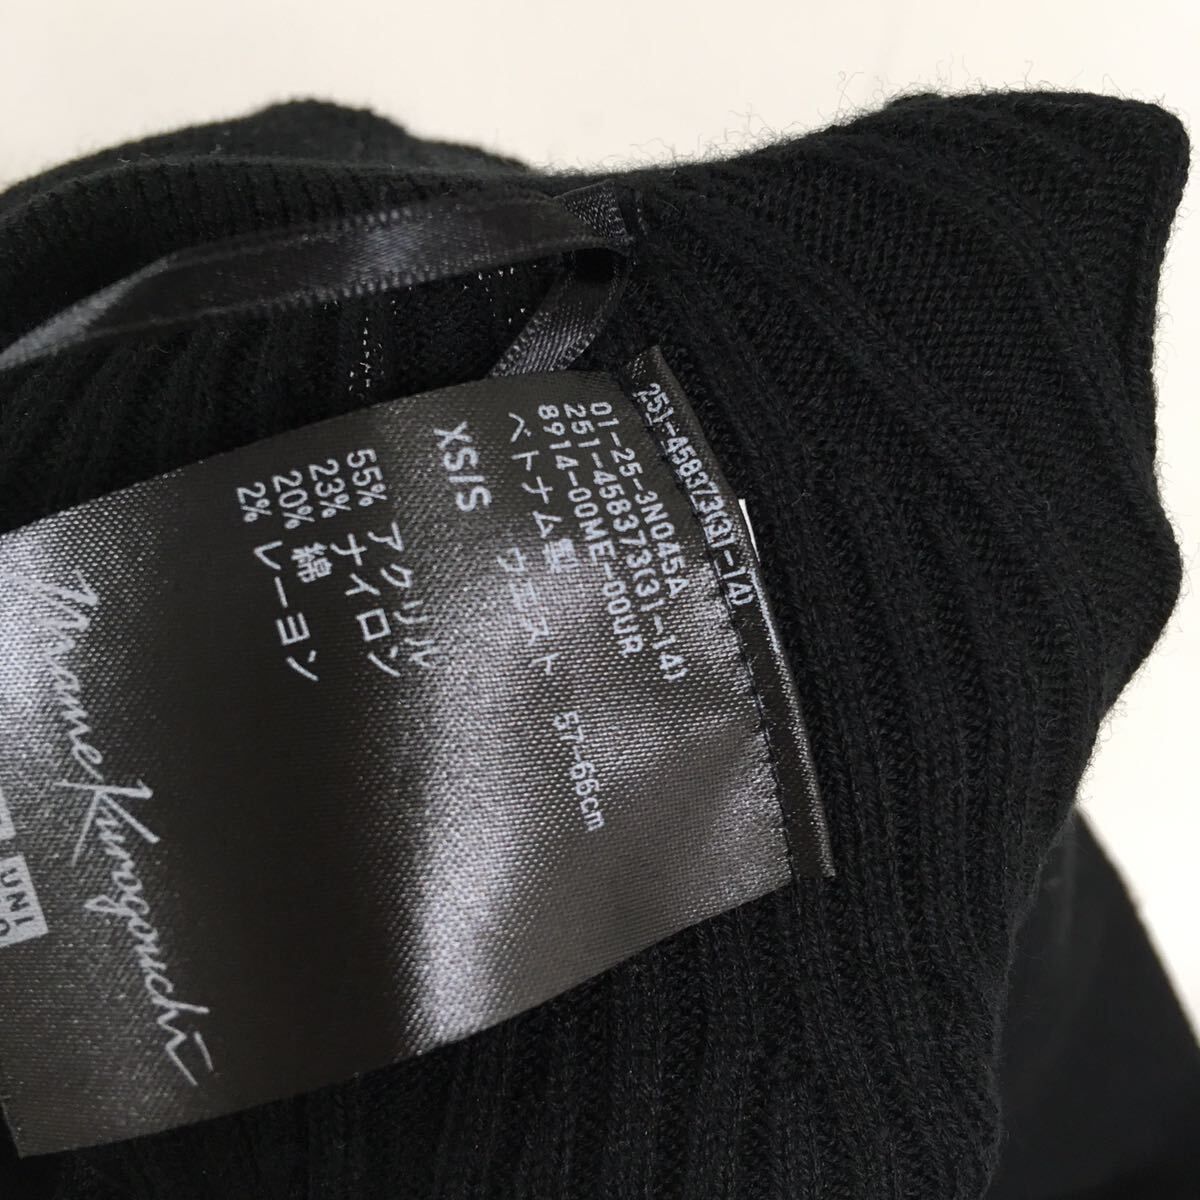 251-458373(31-14)
01-25-3N045A
251-458373(31-14)
8914-00ME-00UR
ベトナム製
XS/S ウエスト 57-66cm
55% アクリル
23% ナイロン
20% 綿
2% レーヨン
Mame Kurogouchi
UNI